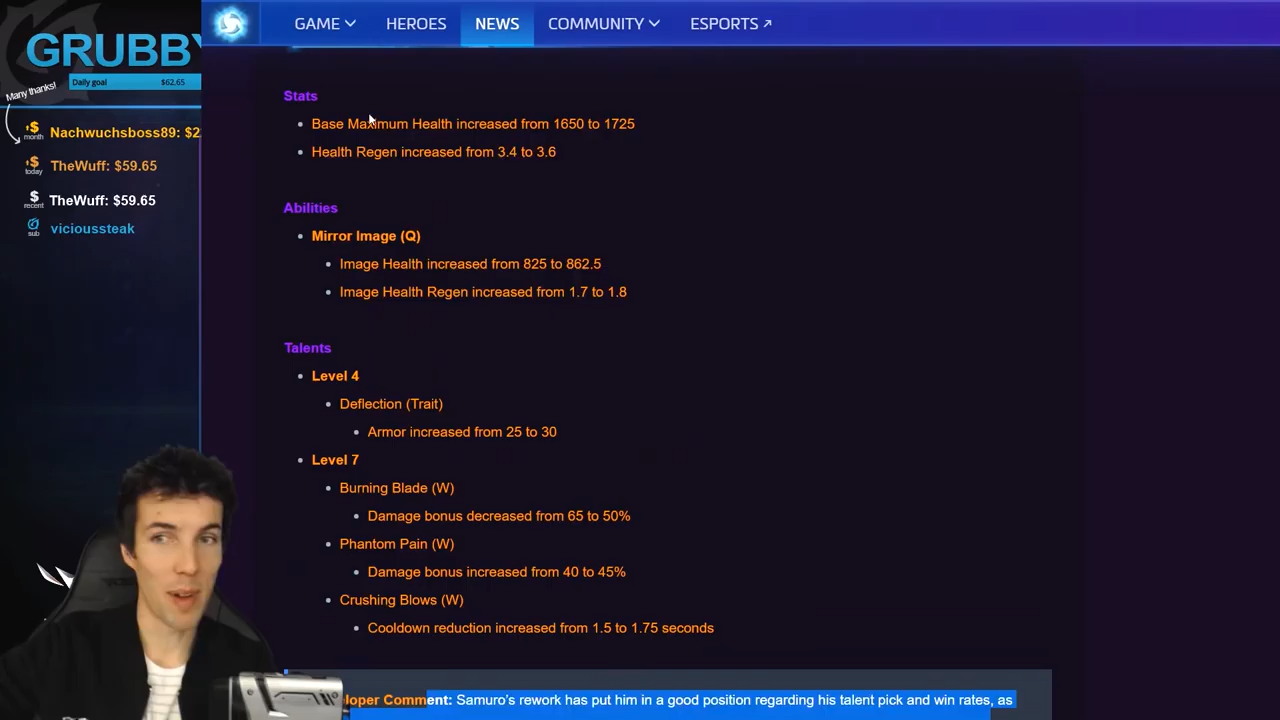 GAME HEROES NEWS COMMUNITY ESPORTS
GRUBBY
Daily goal $62.65
Many thanks!
$ month Nachwuchsboss89: $2
$ today TheWuff: $59.65
$ recent TheWuff: $59.65
sub vicioussteak
Stats
Base Maximum Health increased from 1650 to 1725
Health Regen increased from 3.4 to 3.6
Abilities
Mirror Image (Q)
Image Health increased from 825 to 862.5
Image Health Regen increased from 1.7 to 1.8
Talents
Level 4
Deflection (Trait)
Armor increased from 25 to 30
Level 7
Burning Blade (W)
Damage bonus decreased from 65 to 50%
Phantom Pain (W)
Damage bonus increased from 40 to 45%
Crushing Blows (W)
Cooldown reduction increased from 1.5 to 1.75 seconds
loper Comment: Samuro's rework has put him in a good position regarding his talent pick and win rates, as